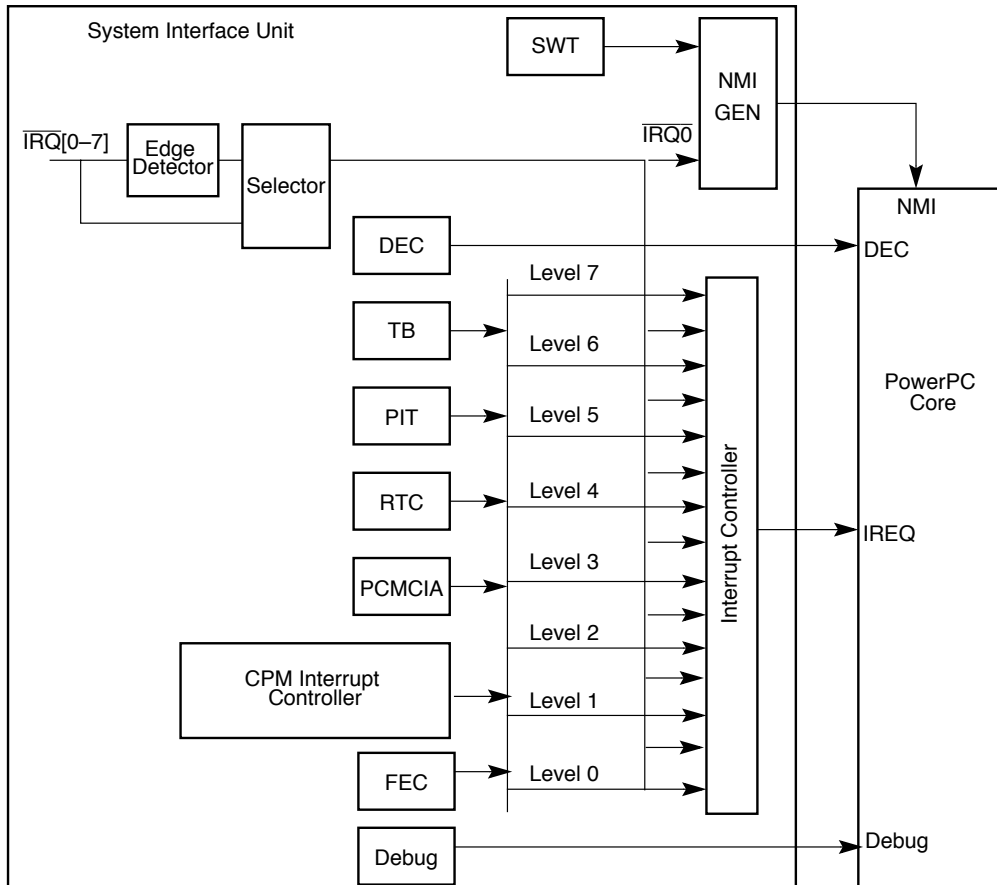 System Interface Unit
SWT
NMI
GEN
I̅R̅Q̅[0–7]
Edge
Detector
Selector
I̅R̅Q̅0̅
NMI
DEC
DEC
Level 7
TB
Level 6
PowerPC
Core
PIT
Level 5
RTC
Level 4
Interrupt Controller
IREQ
PCMCIA
Level 3
Level 2
CPM Interrupt
Controller
Level 1
FEC
Level 0
Debug
Debug